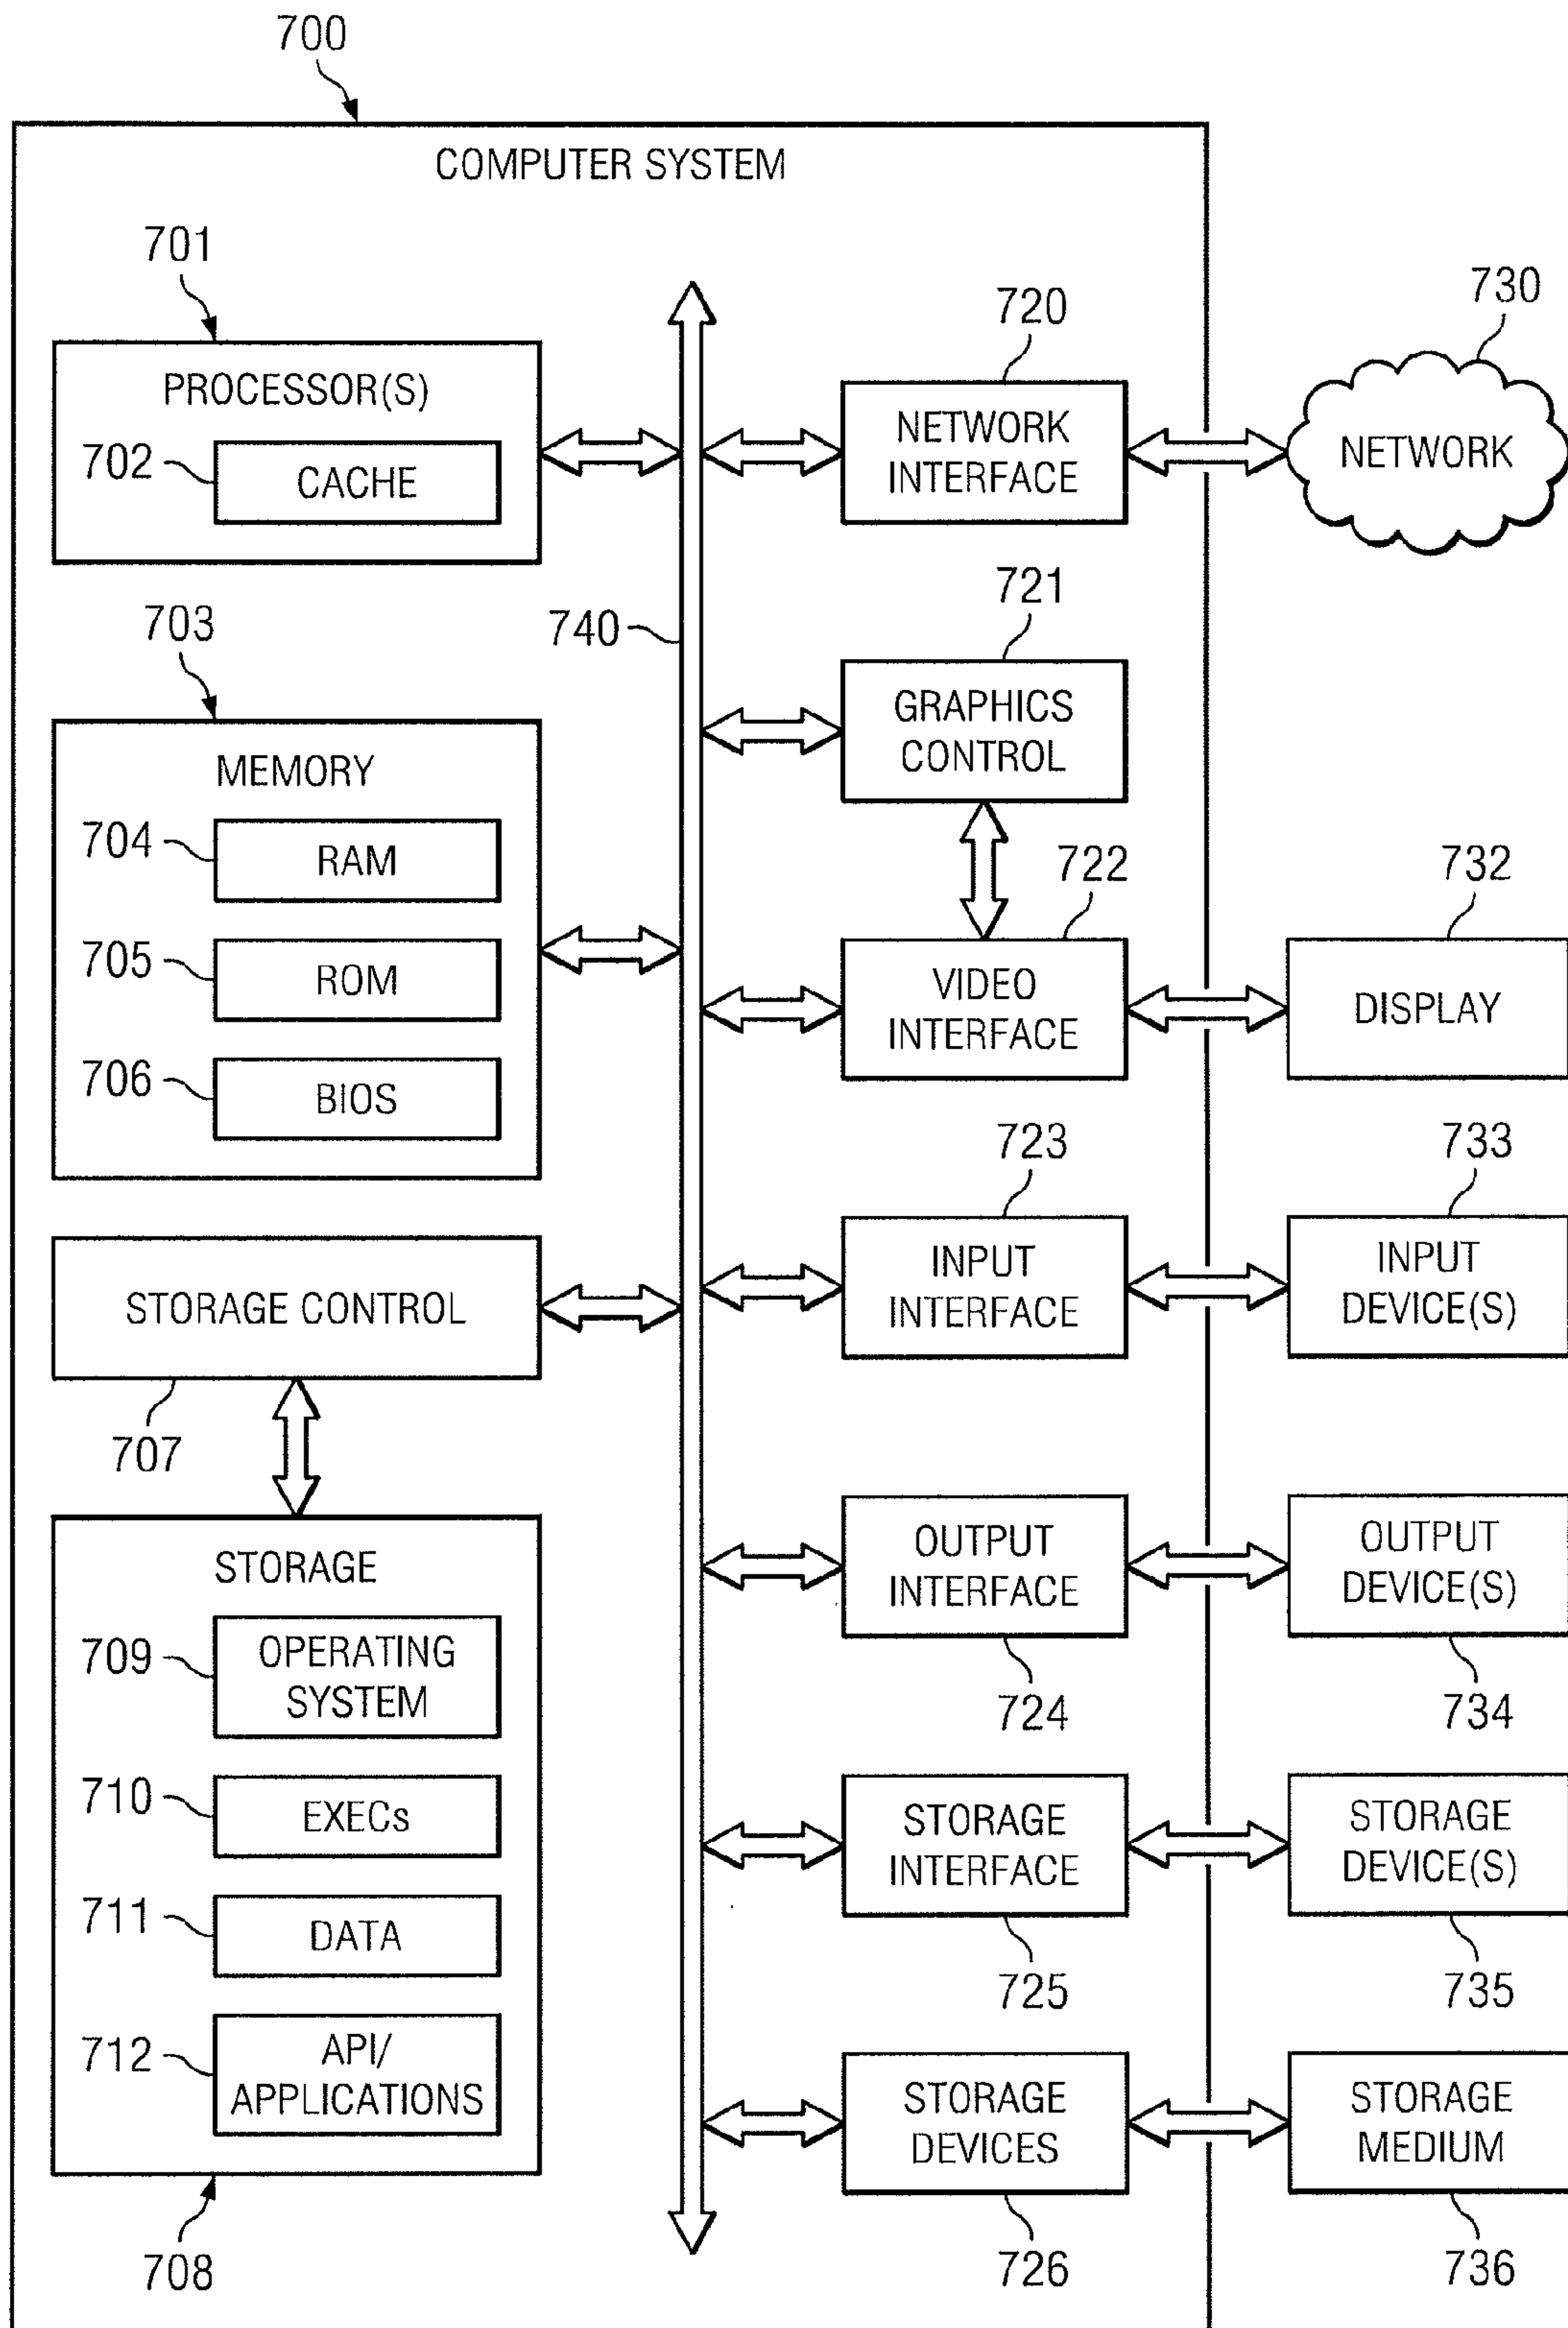 700
COMPUTER SYSTEM
701
PROCESSOR(S)
702
CACHE
703
MEMORY
704
RAM
705
ROM
706
BIOS
STORAGE CONTROL
707
STORAGE
709
OPERATING
SYSTEM
710
EXECs
711
DATA
712
API/
APPLICATIONS
708
740
720
NETWORK
INTERFACE
730
NETWORK
721
GRAPHICS
CONTROL
722
VIDEO
INTERFACE
732
DISPLAY
723
INPUT
INTERFACE
733
INPUT
DEVICE(S)
OUTPUT
INTERFACE
724
OUTPUT
DEVICE(S)
734
STORAGE
INTERFACE
725
STORAGE
DEVICE(S)
735
STORAGE
DEVICES
726
STORAGE
MEDIUM
736